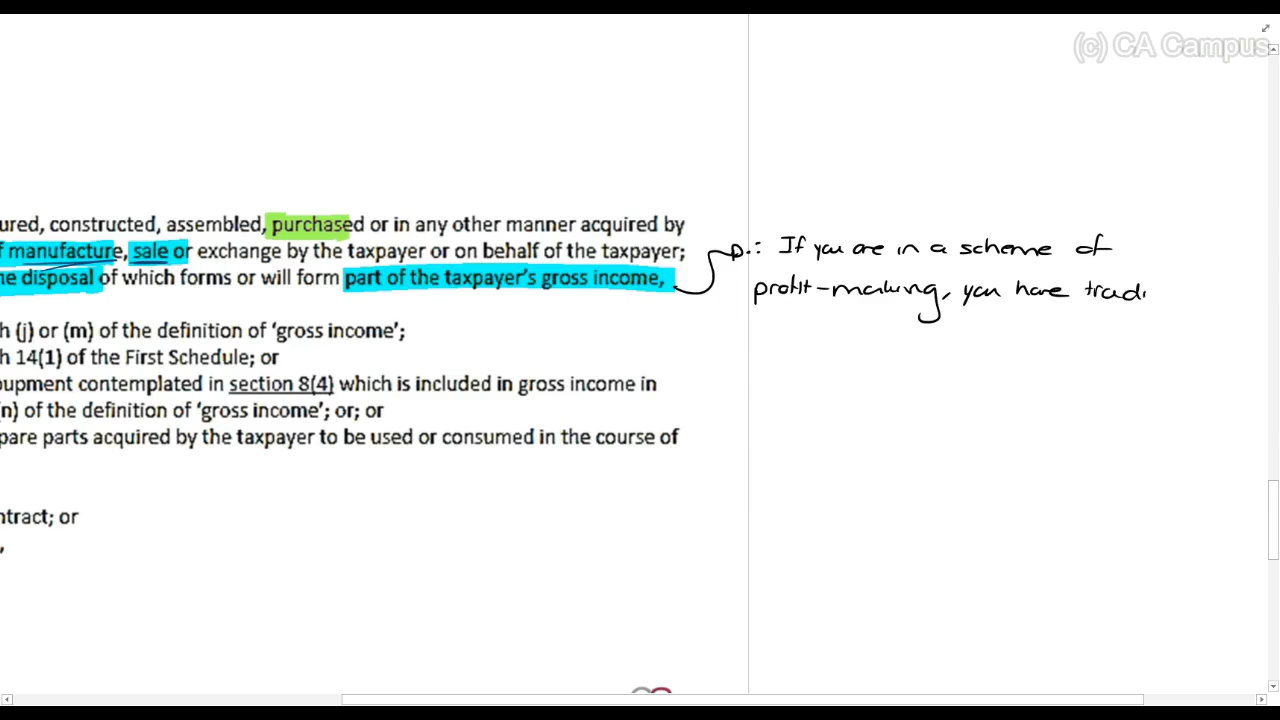 (c) CA Campus
ured, constructed, assembled, purchased or in any other manner acquired by
f manufacture, sale or exchange by the taxpayer or on behalf of the taxpayer;
ne disposal of which forms or will form part of the taxpayer's gross income,
∴ If you are in a scheme of
profit-making, you have tradi
h (j) or (m) of the definition of 'gross income';
h 14(1) of the First Schedule; or
oupment contemplated in section 8(4) which is included in gross income in
(n) of the definition of 'gross income'; or; or
pare parts acquired by the taxpayer to be used or consumed in the course of
ntract; or